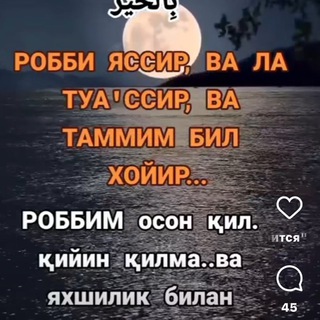 بِالْخَيْرِ
РОББИ ЯССИР, ВА ЛА
ТУА'ССИР, ВА
ТАММИМ БИЛ
ХОЙИР...
РОББИМ осон қил.
қийин қилма..ва
яхшилик билан
ится"
45